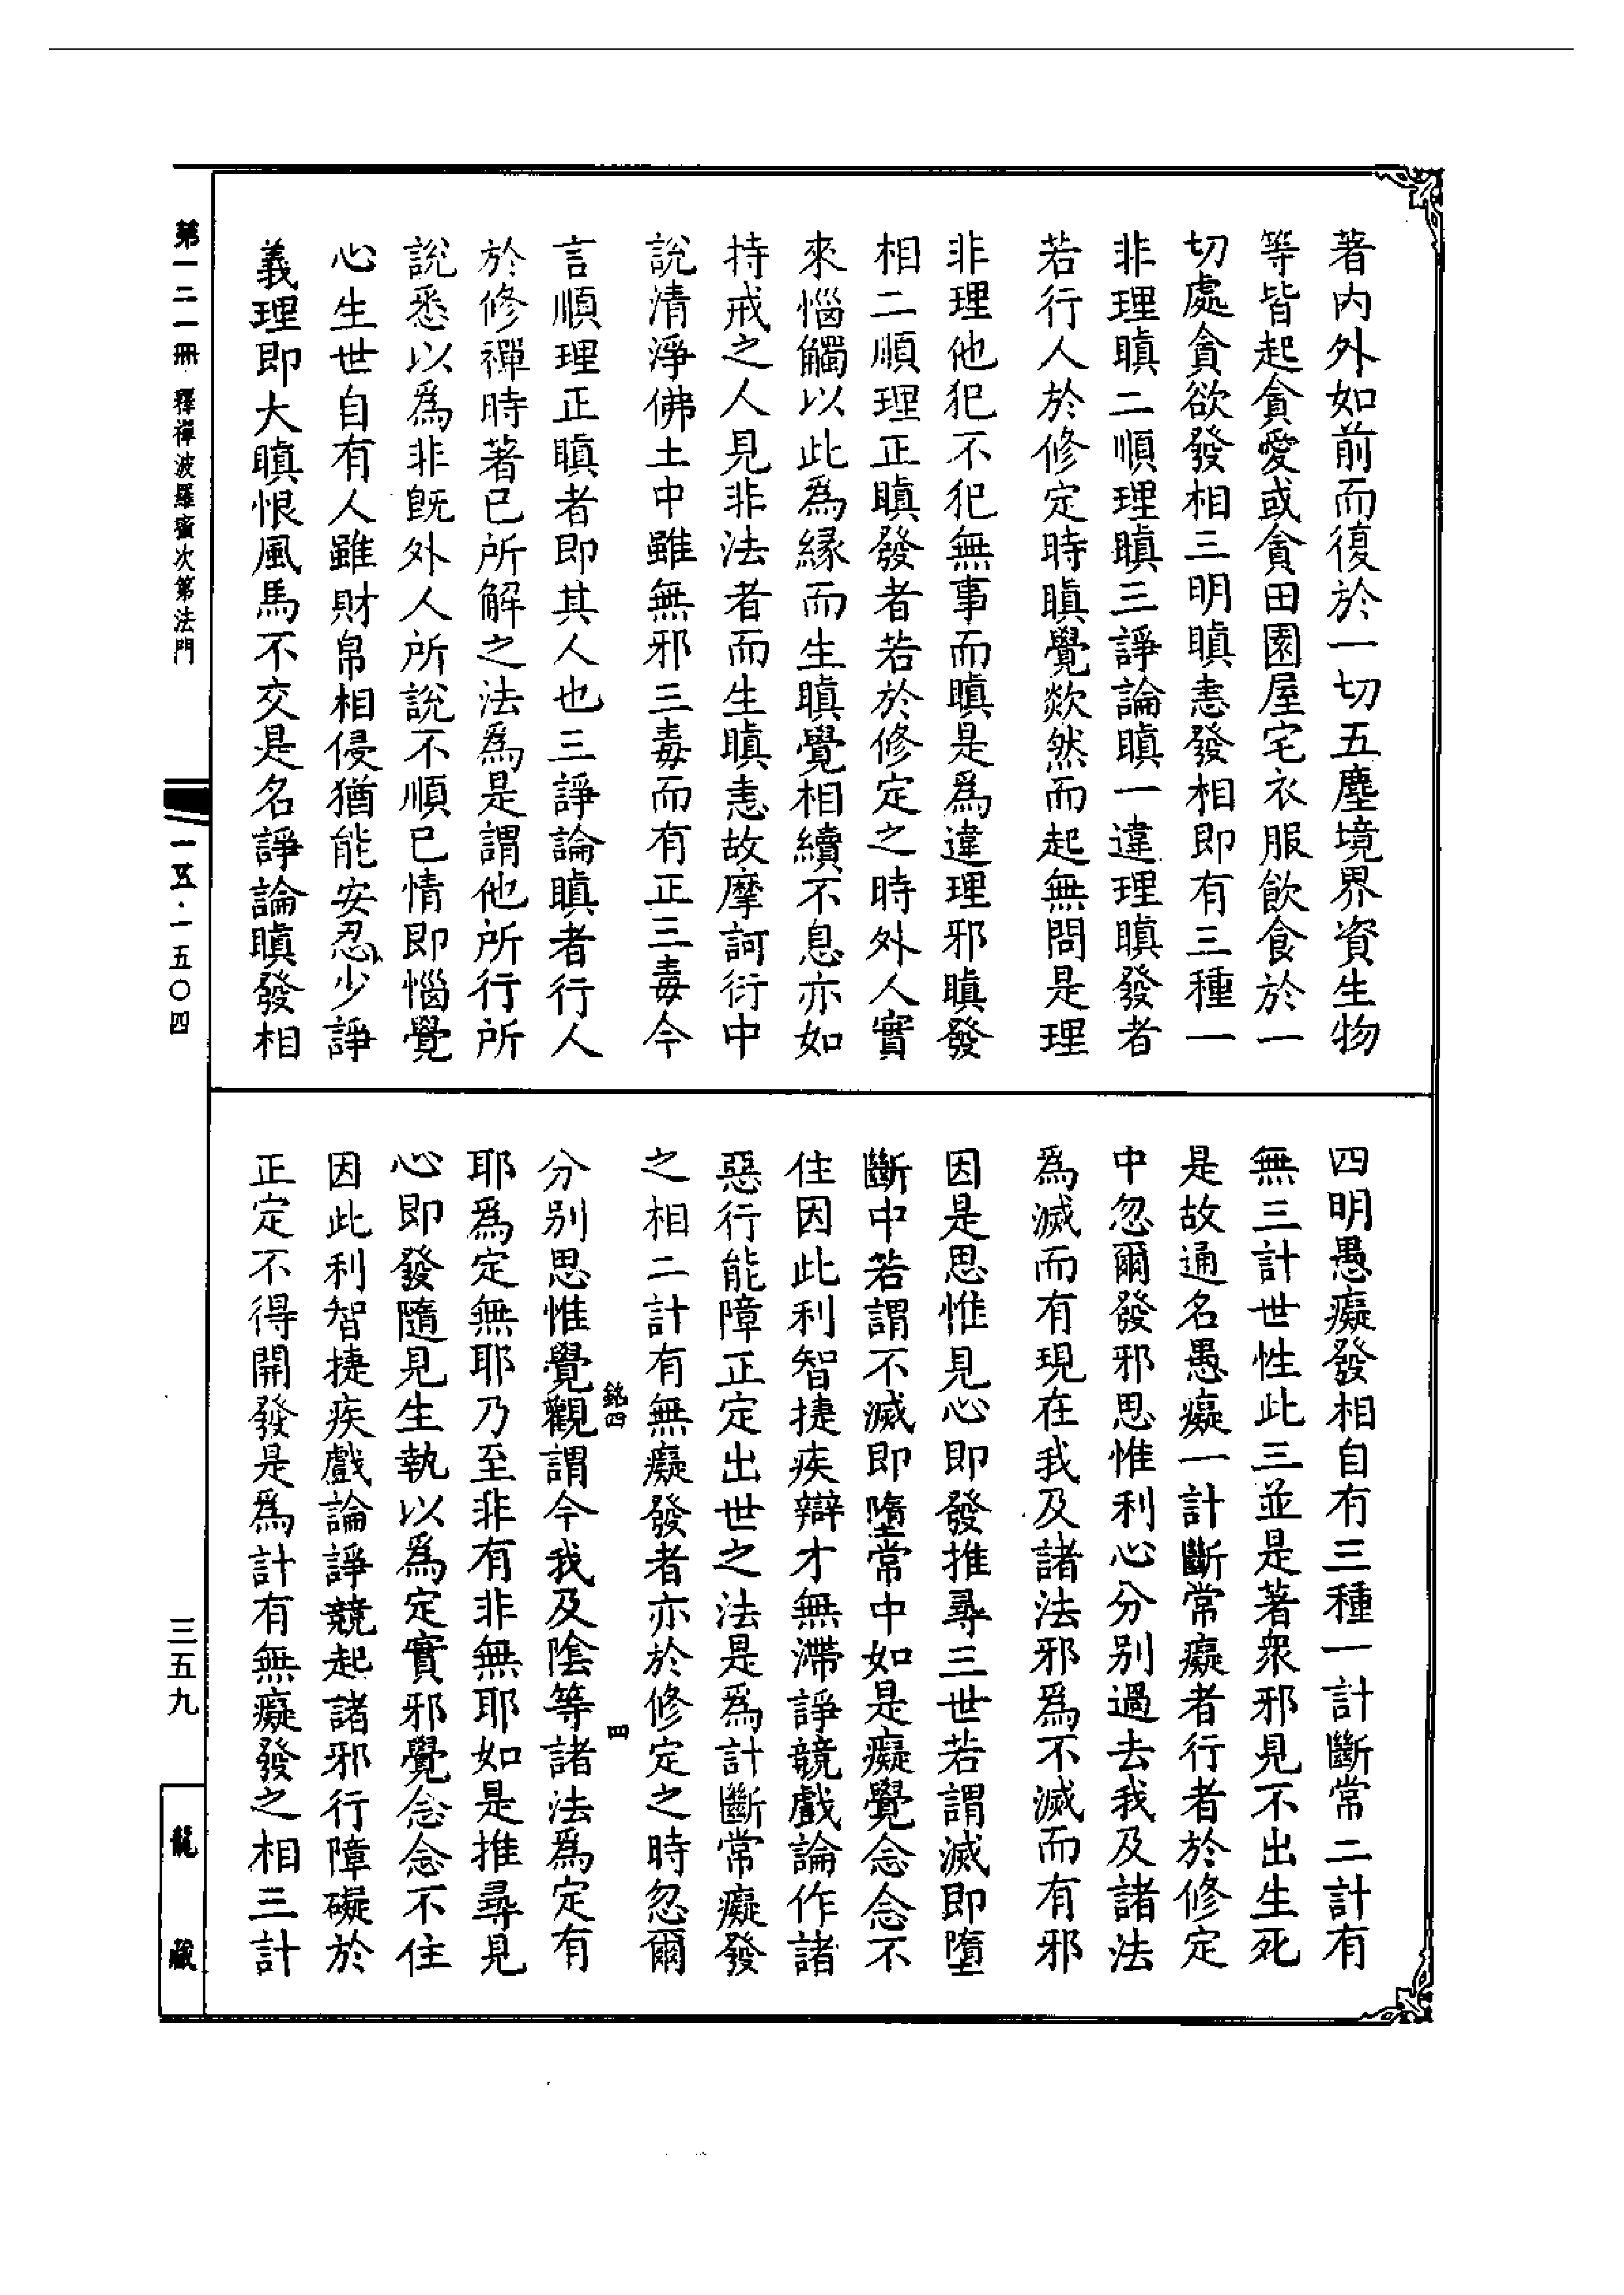 著内外如前而復於一切五塵境界資生物
等皆起貪愛或貪田園屋宅衣服飲食於一
切處貪欲發相三明瞋恚發相即有三種一
非理瞋二順理瞋三諍論瞋一違理瞋發者
若行人於修定時瞋覺欻然而起無問是理
非理他犯不犯無事而瞋是爲違理邪瞋發
相二順理正瞋發者若於修定之時外人實
來惱觸以此爲緣而生瞋覺相續不息亦如
持戒之人見非法者而生瞋恚故摩訶衍中
說清淨佛土中雖無邪三毒而有正三毒今
言順理正瞋者即其人也三諍論瞋者行人
於修禪時著已所解之法爲是謂他所行所
說悉以爲非旣外人所說不順已情即惱覺
心生世自有人雖財帛相侵猶能安忍少諍
義理即大瞋恨風馬不交是名諍論瞋發相
四明愚癡發相自有三種一計斷常二計有
無三計世性此三並是著衆邪見不出生死
是故通名愚癡一計斷常癡者行者於修定
中忽爾發邪思惟利心分別過去我及諸法
爲滅而有現在我及諸法邪爲不滅而有邪
因是思惟見心即發推尋三世若謂滅即墮
斷中若謂不滅即墮常中如是癡覺念念不
住因此利智捷疾辯才無滯諍競戲論作諸
惡行能障正定出世之法是爲計斷常癡發
之相二計有無癡發者亦於修定之時忽爾
銘四 四
分別思惟覺觀謂今我及陰等諸法爲定有
耶爲定無耶乃至非有非無耶如是推尋見
心即發隨見生執以爲定實邪覺念念不住
因此利智捷疾戲論諍競起諸邪行障礙於
正定不得開發是爲計有無癡發之相三計
第一二一冊 釋禪波羅蜜次第法門
一五·一五〇四
三五九
龍藏